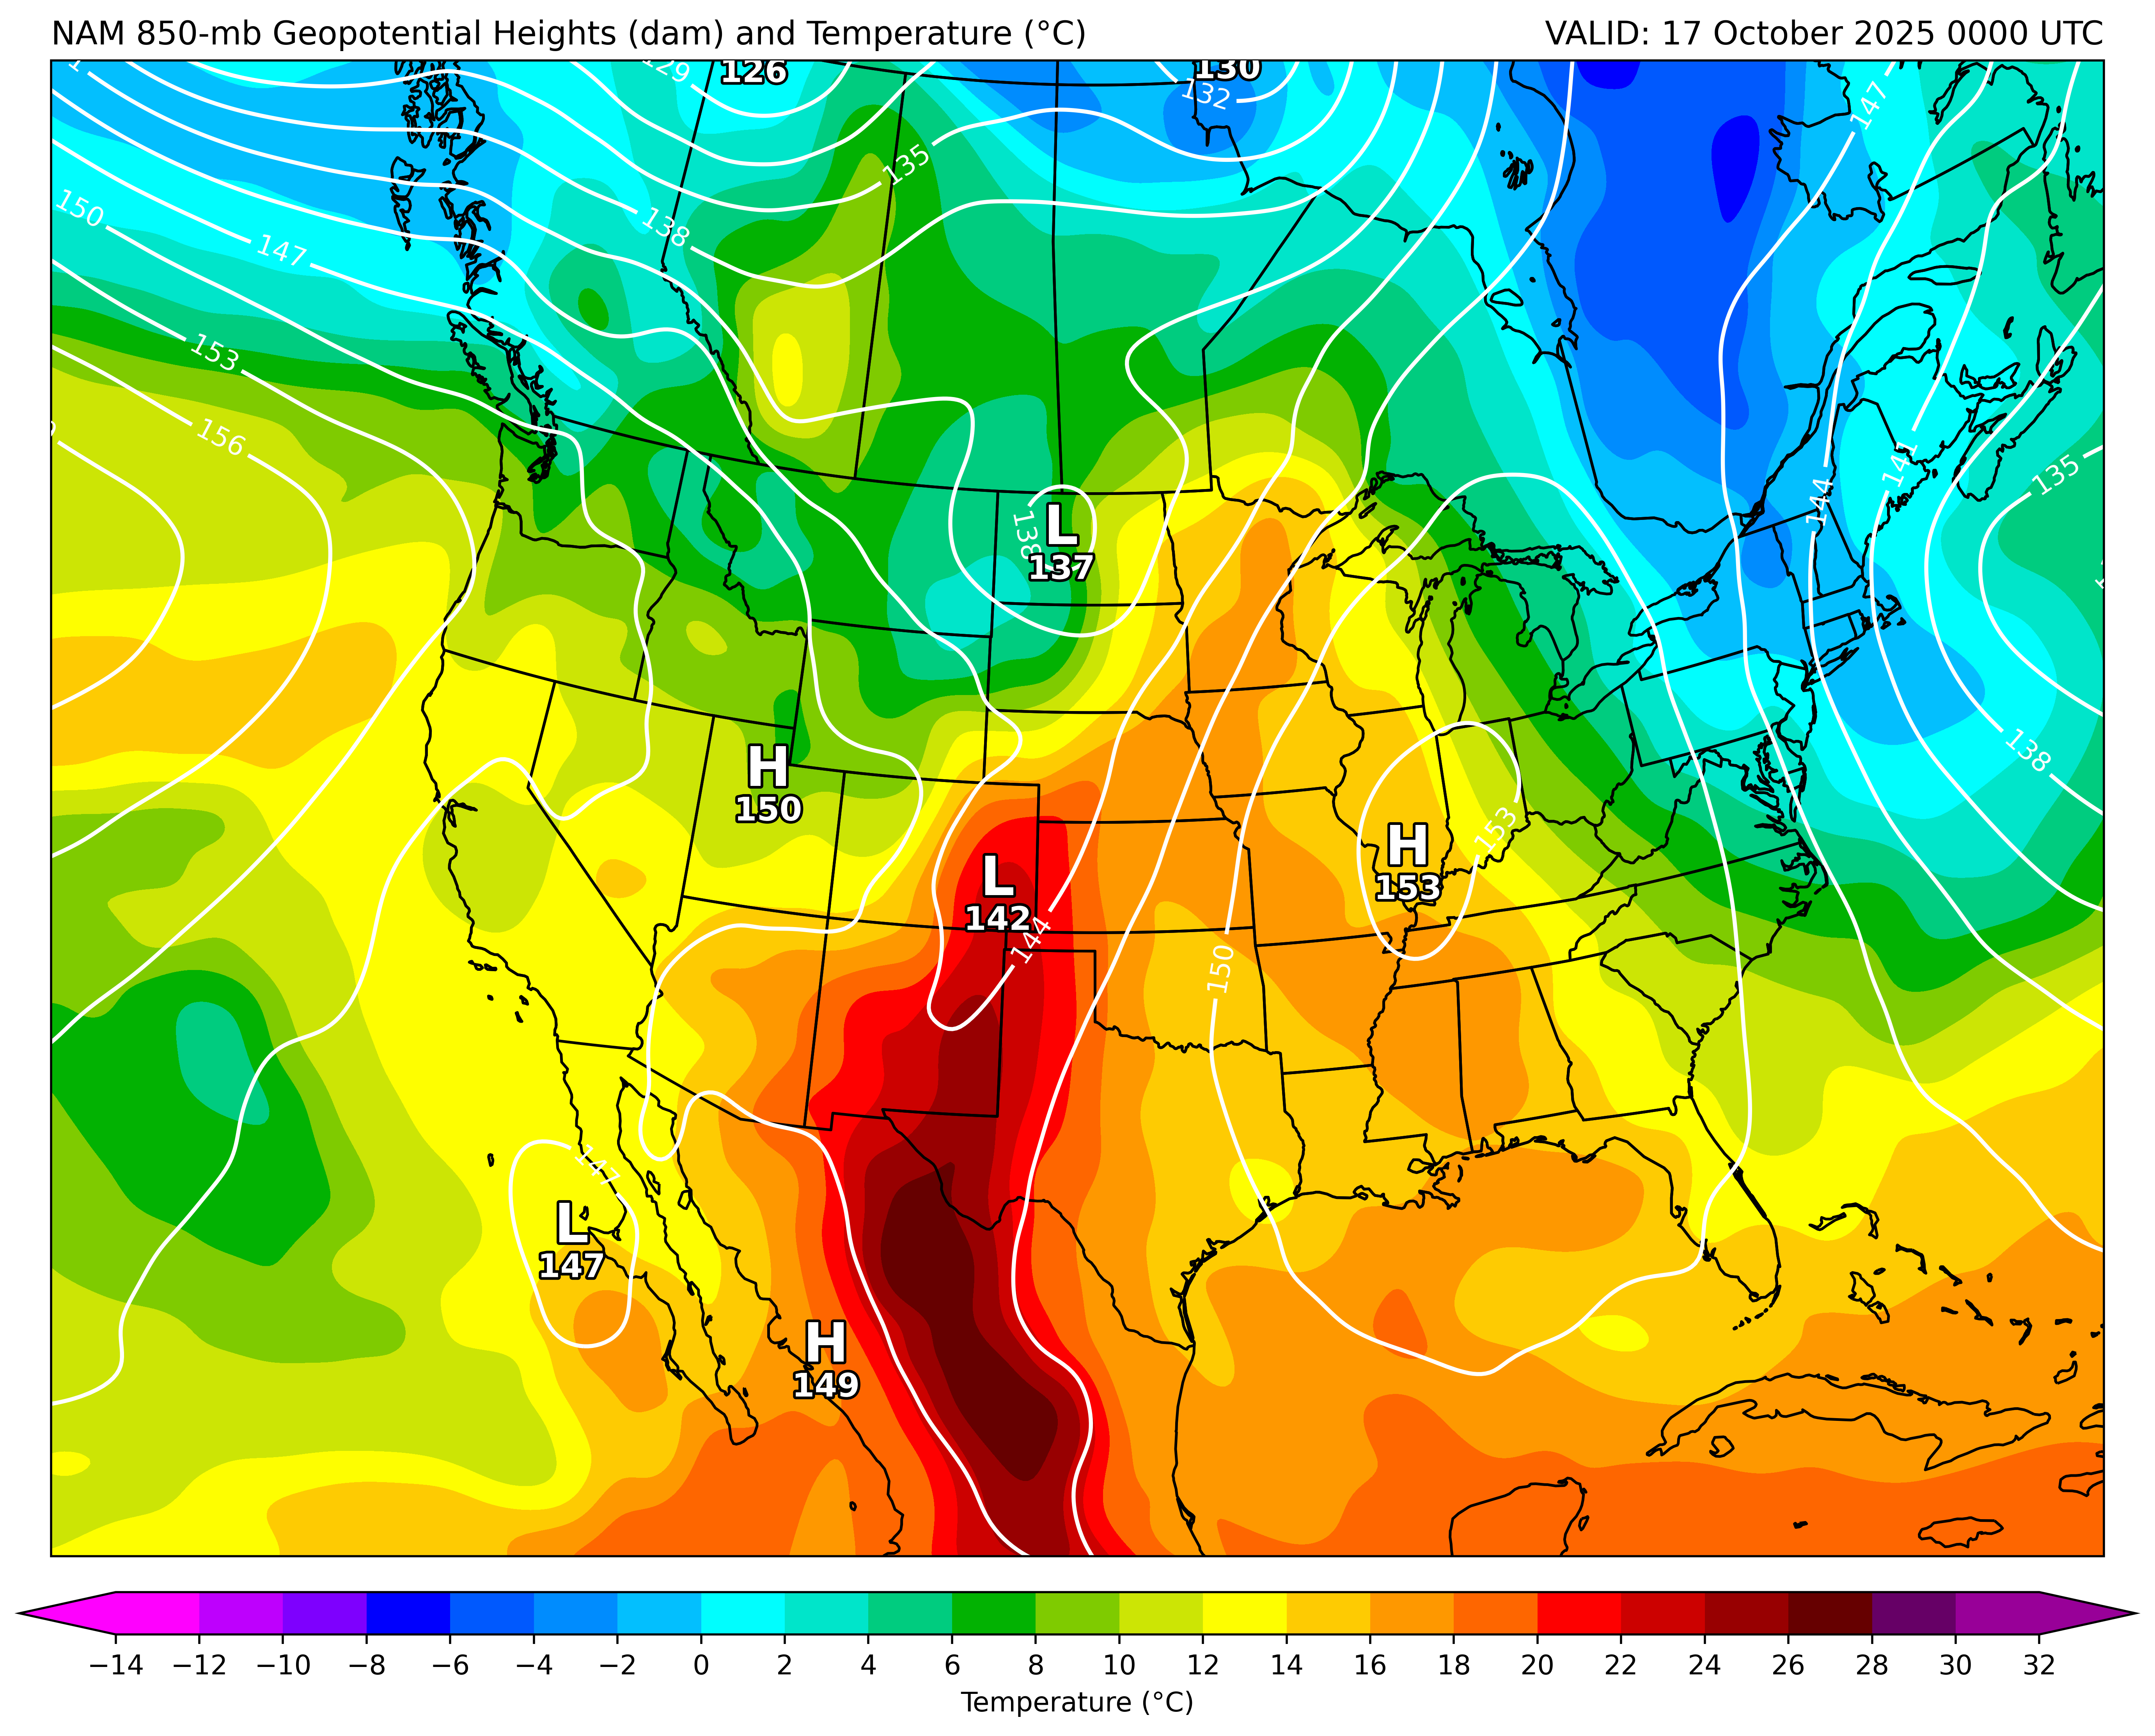 NAM 850-mb Geopotential Heights (dam) and Temperature (°C)
VALID: 17 October 2025 0000 UTC
129
126
130
132
147
135
150
138
147
153
156
135
141
144
138
L
137
138
H
150
153
H
153
L
142
144
150
147
L
147
H
149
−14 −12 −10 −8 −6 −4 −2 0 2 4 6 8 10 12 14 16 18 20 22 24 26 28 30 32
Temperature (°C)